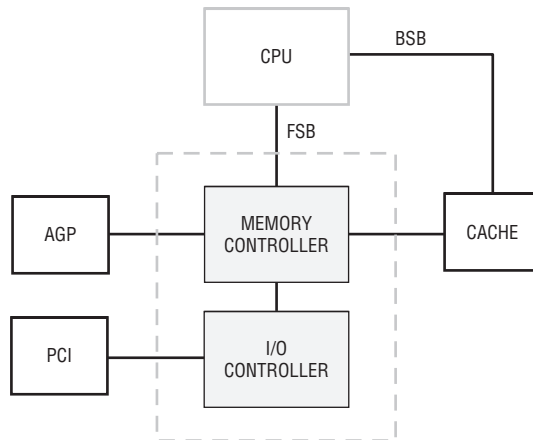 CPU
BSB
FSB
AGP
MEMORY
CONTROLLER
CACHE
PCI
I/O
CONTROLLER